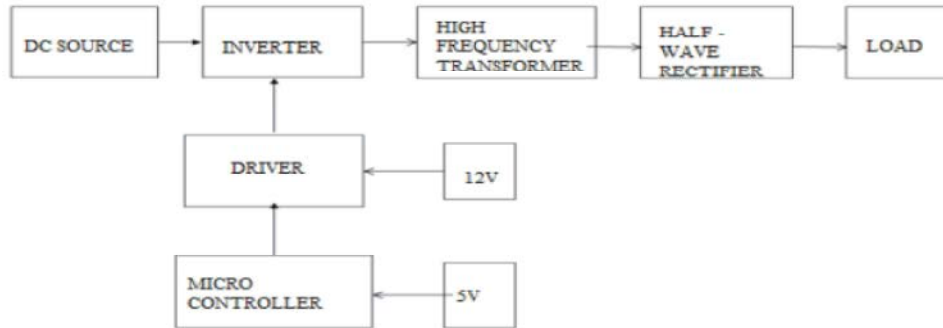 DC SOURCE
INVERTER
HIGH
FREQUENCY
TRANSFORMER
HALF -
WAVE
RECTIFIER
LOAD
DRIVER
12V
MICRO
CONTROLLER
5V